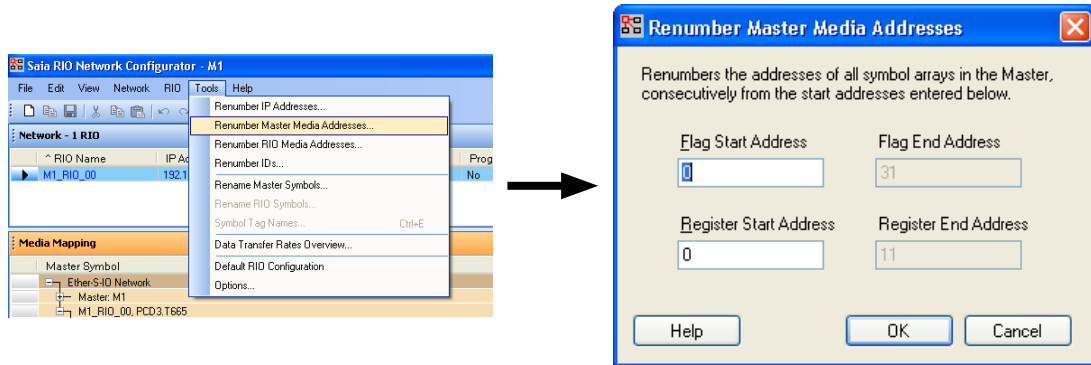 Saia RIO Network Configurator - M1
File Edit View Network RIO Tools Help
Network - 1 RIO
^ RIO Name IP Ad Prog
M1_RIO_00 192.1 No
Renumber IP Addresses...
Renumber Master Media Addresses...
Renumber RIO Media Addresses...
Renumber IDs...
Rename Master Symbols...
Rename RIO Symbols...
Symbol Tag Names... Ctrl+E
Data Transfer Rates Overview...
Default RIO Configuration
Options...
Media Mapping
Master Symbol
Ether-S-IO Network
Master: M1
M1_RIO_00, PCD3.T665
Renumber Master Media Addresses
Renumbers the addresses of all symbol arrays in the Master,
consecutively from the start addresses entered below.
Flag Start Address Flag End Address
0 31
Register Start Address Register End Address
0 11
Help OK Cancel